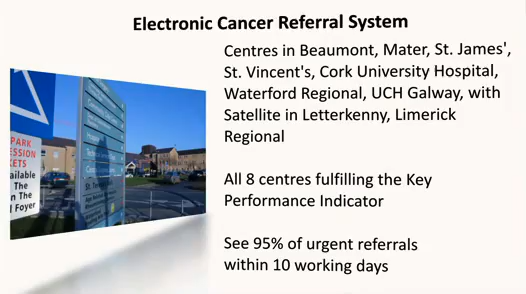 Electronic Cancer Referral System
Centres in Beaumont, Mater, St. James',
St. Vincent's, Cork University Hospital,
Waterford Regional, UCH Galway, with
Satellite in Letterkenny, Limerick
Regional
All 8 centres fulfilling the Key
Performance Indicator
See 95% of urgent referrals
within 10 working days
PARK
ESSION
KETS
ailable
The
n The
Foyer